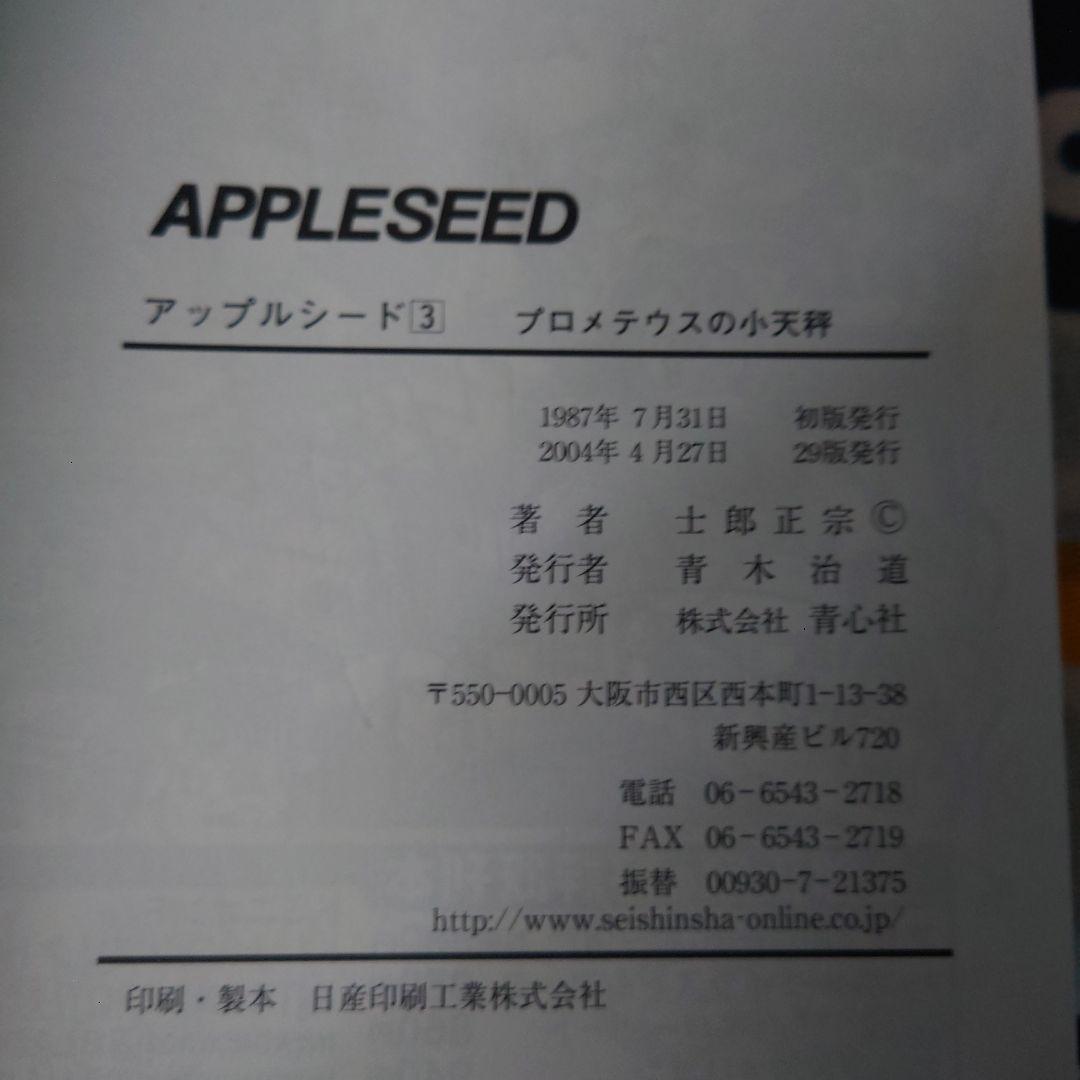 APPLESEED
アップルシード3 プロメテウスの小天秤
1987年 7月31日 初版発行
2004年 4月27日 29版発行
著 者 士郎正宗©
発行者 青木治道
発行所 株式会社 青心社
〒550-0005 大阪市西区西本町1-13-38
新興産ビル720
電話 06-6543-2718
FAX 06-6543-2719
振替 00930-7-21375
http://www.seishinsha-online.co.jp/
印刷・製本 日産印刷工業株式会社